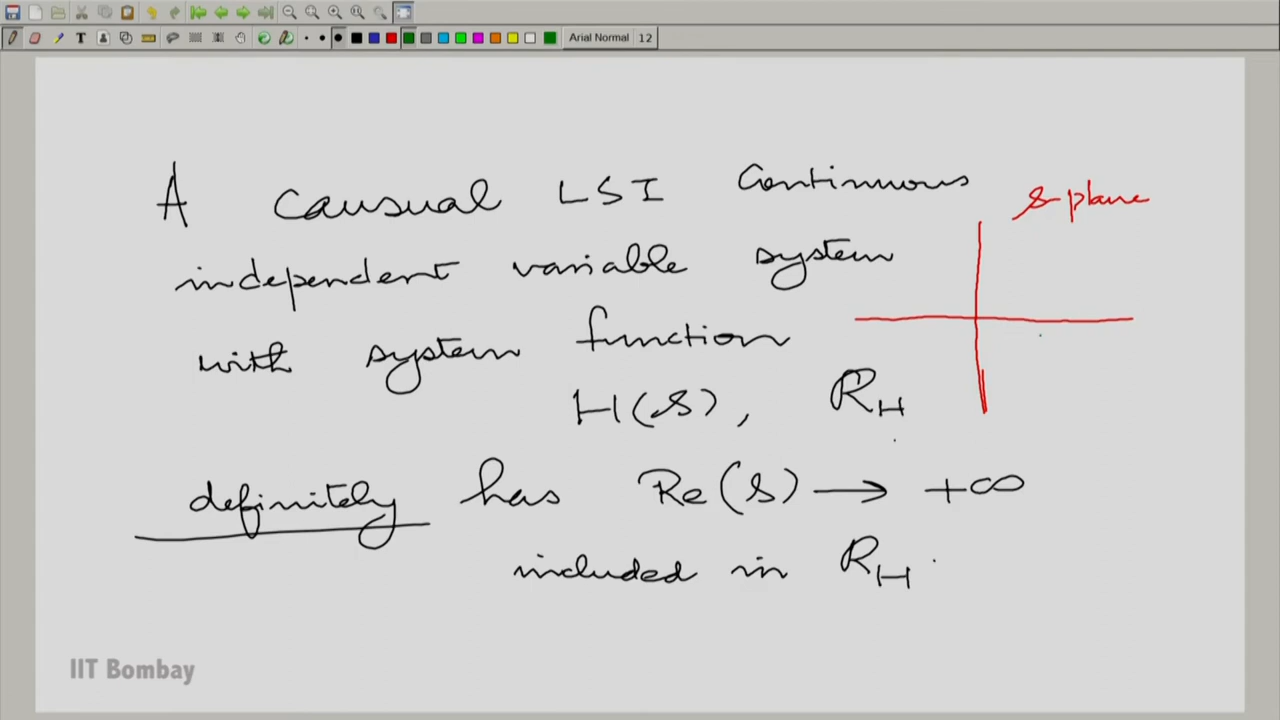 Arial Normal 12
A causual LSI continuous
s-plane
independent variable system
with system function
H(s), R_H
definitely has Re(s) → +∞
included in R_H
IIT Bombay